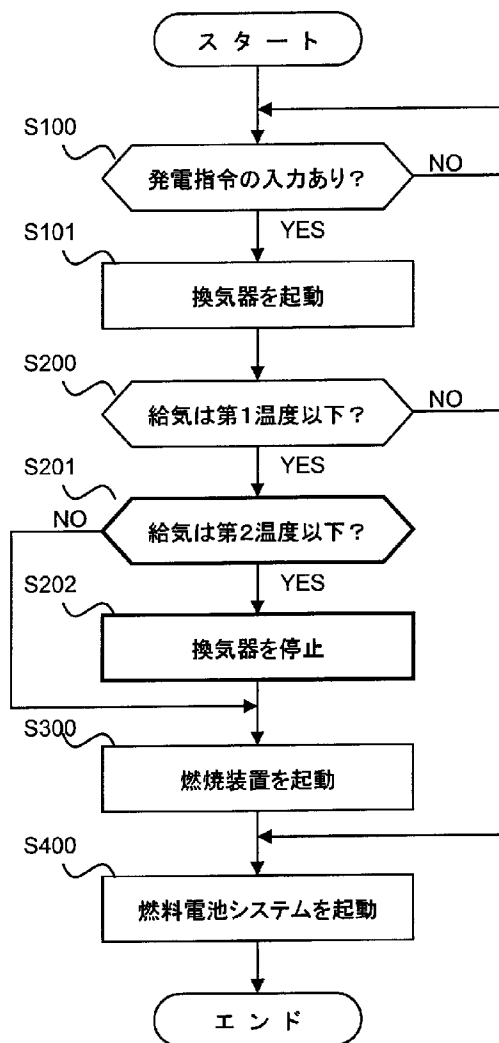 スタート
S100
発電指令の入力あり?
NO
YES
S101
換気器を起動
S200
給気は第1温度以下?
NO
YES
S201
NO
給気は第2温度以下?
YES
S202
換気器を停止
S300
燃焼装置を起動
S400
燃料電池システムを起動
エンド